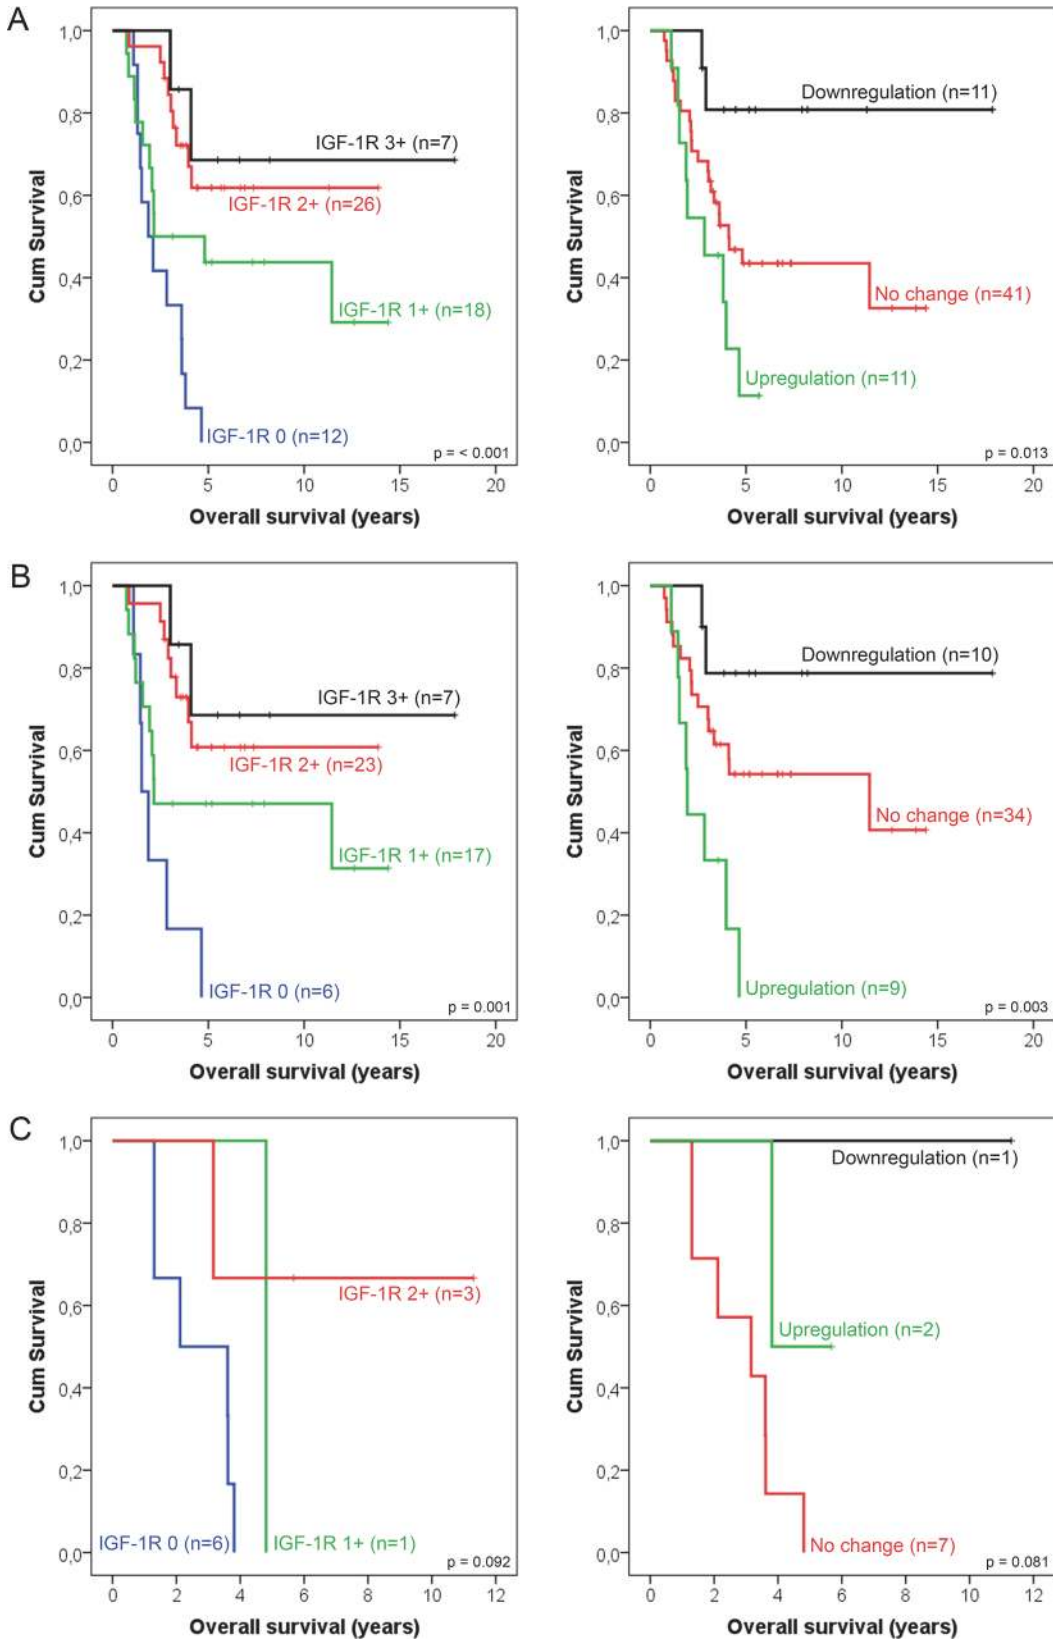 A
1,0
0,8
0,6
0,4
0,2
0,0
Cum Survival
IGF-1R 3+ (n=7)
IGF-1R 2+ (n=26)
IGF-1R 1+ (n=18)
IGF-1R 0 (n=12)
p = < 0.001
0 5 10 15 20
Overall survival (years)
1,0
0,8
0,6
0,4
0,2
0,0
Cum Survival
Downregulation (n=11)
No change (n=41)
Upregulation (n=11)
p = 0.013
0 5 10 15 20
Overall survival (years)
B
1,0
0,8
0,6
0,4
0,2
0,0
Cum Survival
IGF-1R 3+ (n=7)
IGF-1R 2+ (n=23)
IGF-1R 1+ (n=17)
IGF-1R 0 (n=6)
p = 0.001
0 5 10 15 20
Overall survival (years)
1,0
0,8
0,6
0,4
0,2
0,0
Cum Survival
Downregulation (n=10)
No change (n=34)
Upregulation (n=9)
p = 0.003
0 5 10 15 20
Overall survival (years)
C
1,0
0,8
0,6
0,4
0,2
0,0
Cum Survival
IGF-1R 2+ (n=3)
IGF-1R 0 (n=6)
IGF-1R 1+ (n=1)
p = 0.092
0 2 4 6 8 10 12
Overall survival (years)
1,0
0,8
0,6
0,4
0,2
0,0
Cum Survival
Downregulation (n=1)
Upregulation (n=2)
No change (n=7)
p = 0.081
0 2 4 6 8 10 12
Overall survival (years)